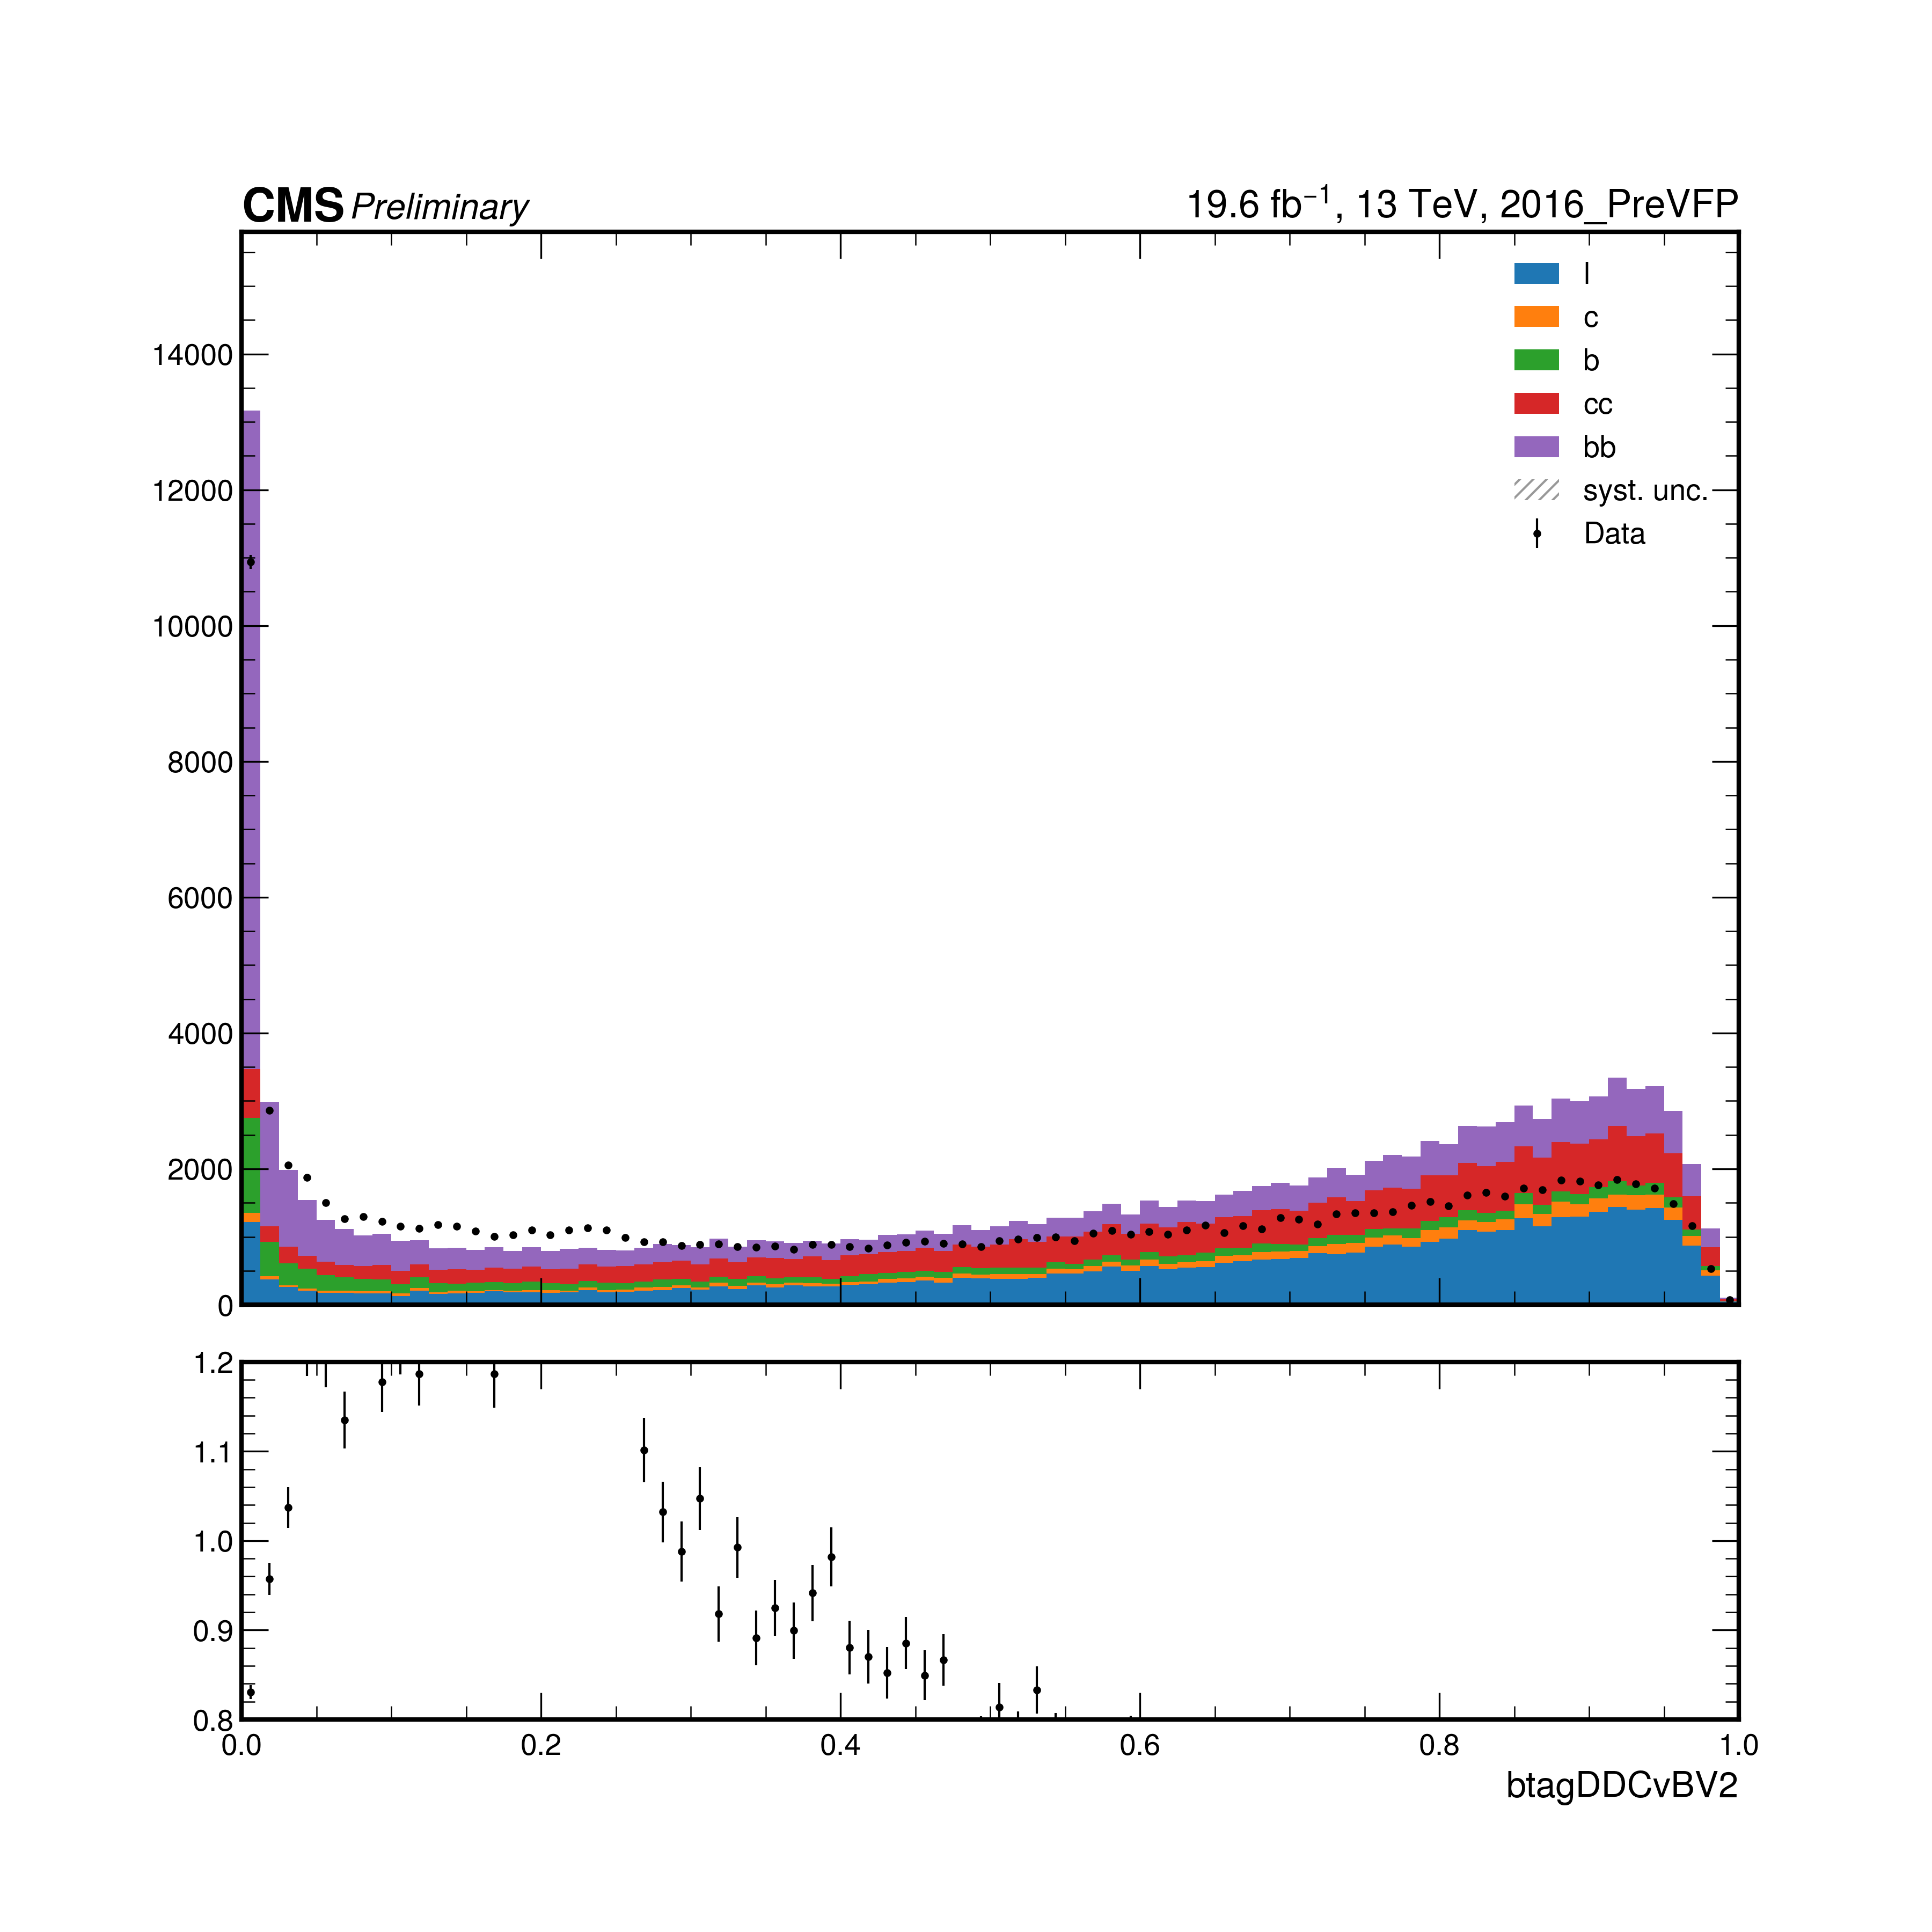 CMS Preliminary 19.6 fb⁻¹, 13 TeV, 2016_PreVFP
l
c
b
cc
bb
syst. unc.
Data
14000
12000
10000
8000
6000
4000
2000
0
1.2
1.1
1.0
0.9
0.8
0.0 0.2 0.4 0.6 0.8 1.0
btagDDCvBV2